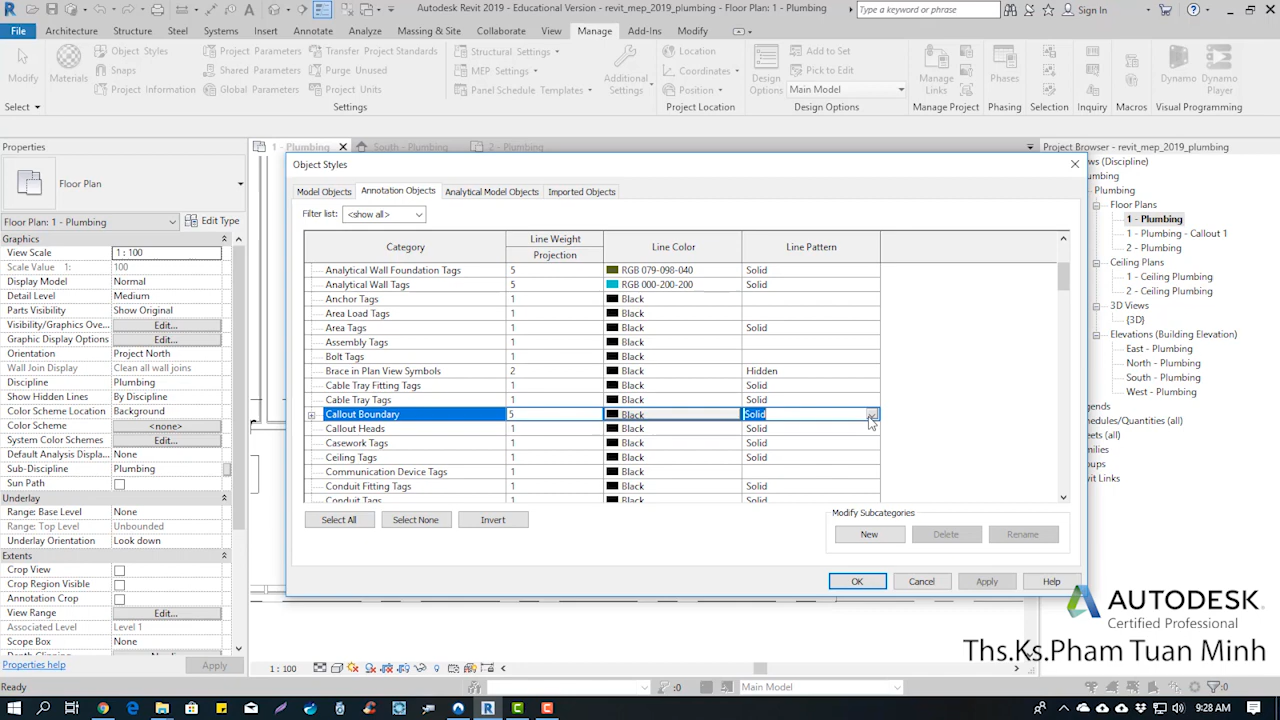 Autodesk Revit 2019 - Educational Version - revit_mep_2019_plumbing - Floor Plan: 1 - Plumbing
Type a keyword or phrase
Sign In
File Architecture Structure Steel Systems Insert Annotate Analyze Massing & Site Collaborate View Manage Add-Ins Modify
Object Styles Project Parameters Transfer Project Standards Structural Settings Location Add to Set
Modify Materials Snaps Shared Parameters Purge Unused MEP Settings Additional Settings Coordinates Design Options Pick to Edit Manage Links Phases Dynamo Dynamo Player
Project Information Global Parameters Project Units Panel Schedule Templates Position Main Model
Select Settings Project Location Design Options Manage Project Phasing Selection Inquiry Macros Visual Programming
Properties
1 - Plumbing South - Plumbing 2 - Plumbing
Project Browser - revit_mep_2019_plumbing
Floor Plan
Floor Plan: 1 - Plumbing Edit Type
Graphics
View Scale 1 : 100
Scale Value 1: 100
Display Model Normal
Detail Level Medium
Parts Visibility Show Original
Visibility/Graphics Ove... Edit...
Graphic Display Options Edit...
Orientation Project North
Wall Join Display Clean all wall joins
Discipline Plumbing
Show Hidden Lines By Discipline
Color Scheme Location Background
Color Scheme <none>
System Color Schemes Edit...
Default Analysis Displa... None
Sub-Discipline Plumbing
Sun Path
Underlay
Range: Base Level None
Range: Top Level Unbounded
Underlay Orientation Look down
Extents
Crop View
Crop Region Visible
Annotation Crop
View Range Edit...
Associated Level Level 1
Scope Box None
Properties help Apply
Object Styles
Model Objects Annotation Objects Analytical Model Objects Imported Objects
Filter list: <show all>
Category Line Weight Line Color Line Pattern
Projection
Analytical Wall Foundation Tags 5 RGB 079-098-040 Solid
Analytical Wall Tags 5 RGB 000-200-200 Solid
Anchor Tags 1 Black
Area Load Tags 1 Black
Area Tags 1 Black Solid
Assembly Tags 1 Black
Bolt Tags 1 Black
Brace in Plan View Symbols 2 Black Hidden
Cable Tray Fitting Tags 1 Black Solid
Cable Tray Tags 1 Black Solid
Callout Boundary 5 Black Solid
Callout Heads 1 Black Solid
Casework Tags 1 Black Solid
Ceiling Tags 1 Black Solid
Communication Device Tags 1 Black
Conduit Fitting Tags 1 Black Solid
Conduit Tags 1 Black Solid
Select All Select None Invert
Modify Subcategories
New Delete Rename
OK Cancel Apply Help
ws (Discipline)
umbing
Plumbing
Floor Plans
1 - Plumbing
1 - Plumbing - Callout 1
2 - Plumbing
Ceiling Plans
1 - Ceiling Plumbing
2 - Ceiling Plumbing
3D Views
{3D}
Elevations (Building Elevation)
East - Plumbing
North - Plumbing
South - Plumbing
West - Plumbing
gends
hedules/Quantities (all)
eets (all)
oups
vit Links
AUTODESK.
Certified Professional
Ths.Ks.Pham Tuan Minh
1 : 100
Ready :0 Main Model :0
9:28 AM